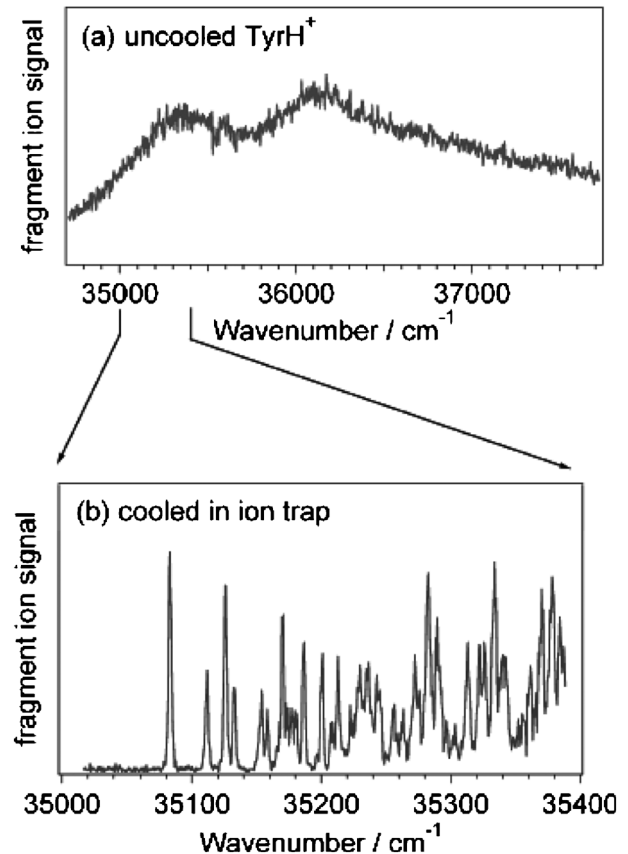 (a) uncooled TyrH⁺
fragment ion signal
35000 36000 37000
Wavenumber / cm⁻¹
(b) cooled in ion trap
fragment ion signal
35000 35100 35200 35300 35400
Wavenumber / cm⁻¹